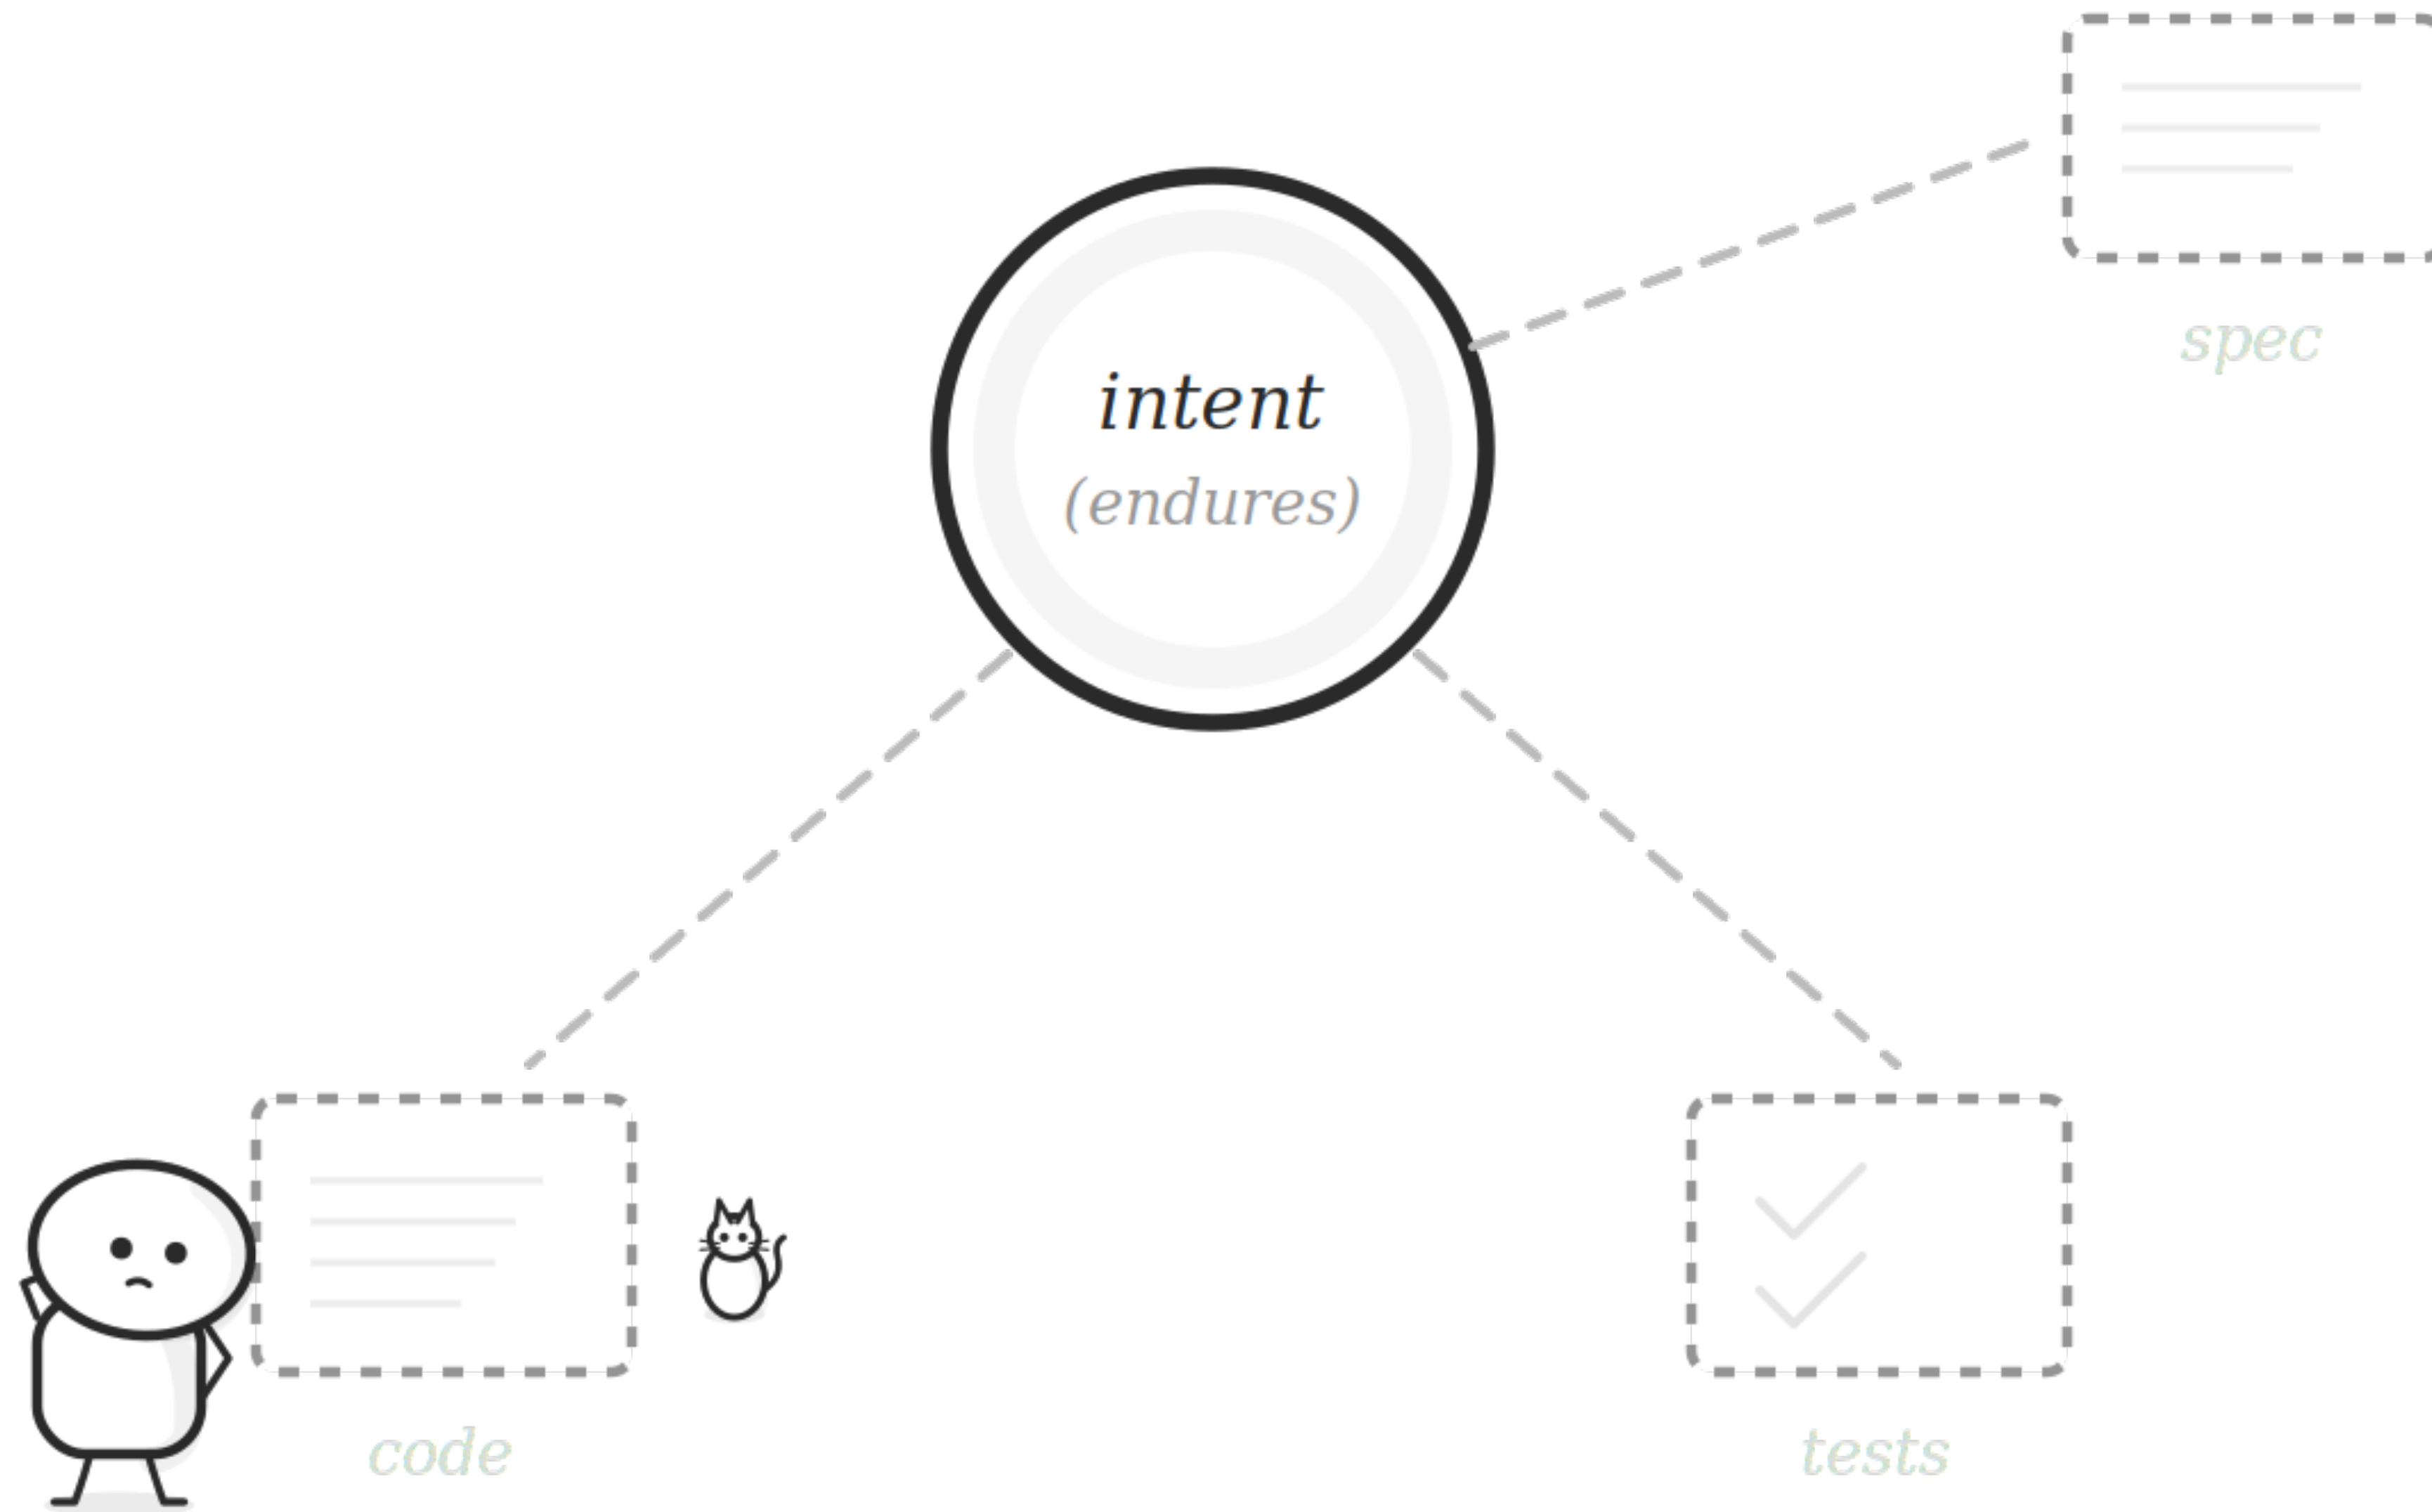 spec
intent
(endures)
code
tests